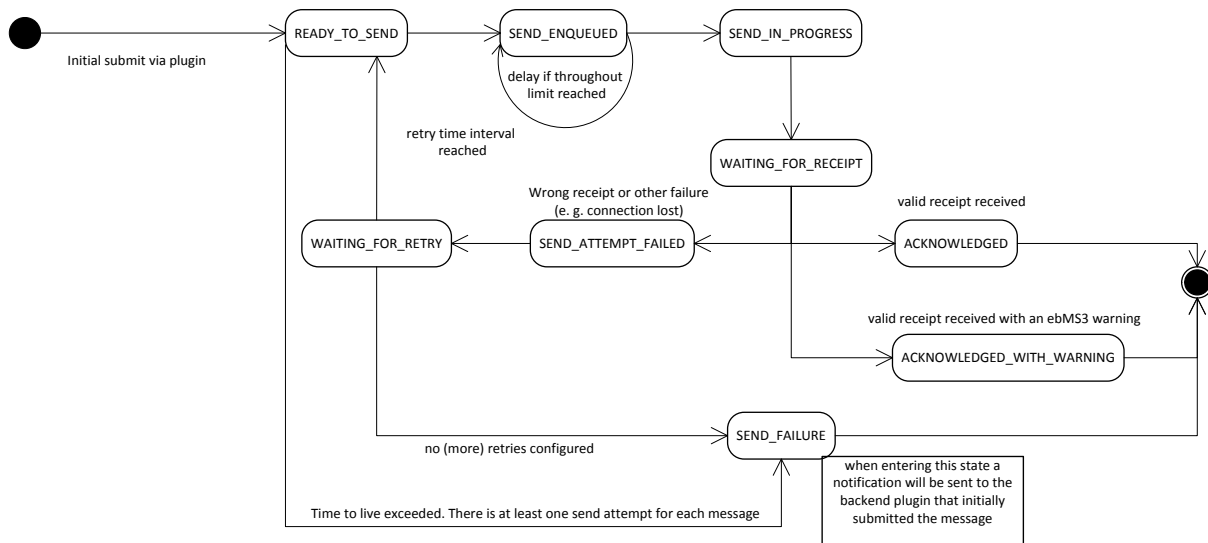 READY_TO_SEND
SEND_ENQUEUED
SEND_IN_PROGRESS
Initial submit via plugin
delay if throughout
limit reached
retry time interval
reached
WAITING_FOR_RECEIPT
Wrong receipt or other failure
(e. g. connection lost)
valid receipt received
WAITING_FOR_RETRY
SEND_ATTEMPT_FAILED
ACKNOWLEDGED
valid receipt received with an ebMS3 warning
ACKNOWLEDGED_WITH_WARNING
no (more) retries configured
SEND_FAILURE
when entering this state a
notification will be sent to the
backend plugin that initially
submitted the message
Time to live exceeded. There is at least one send attempt for each message